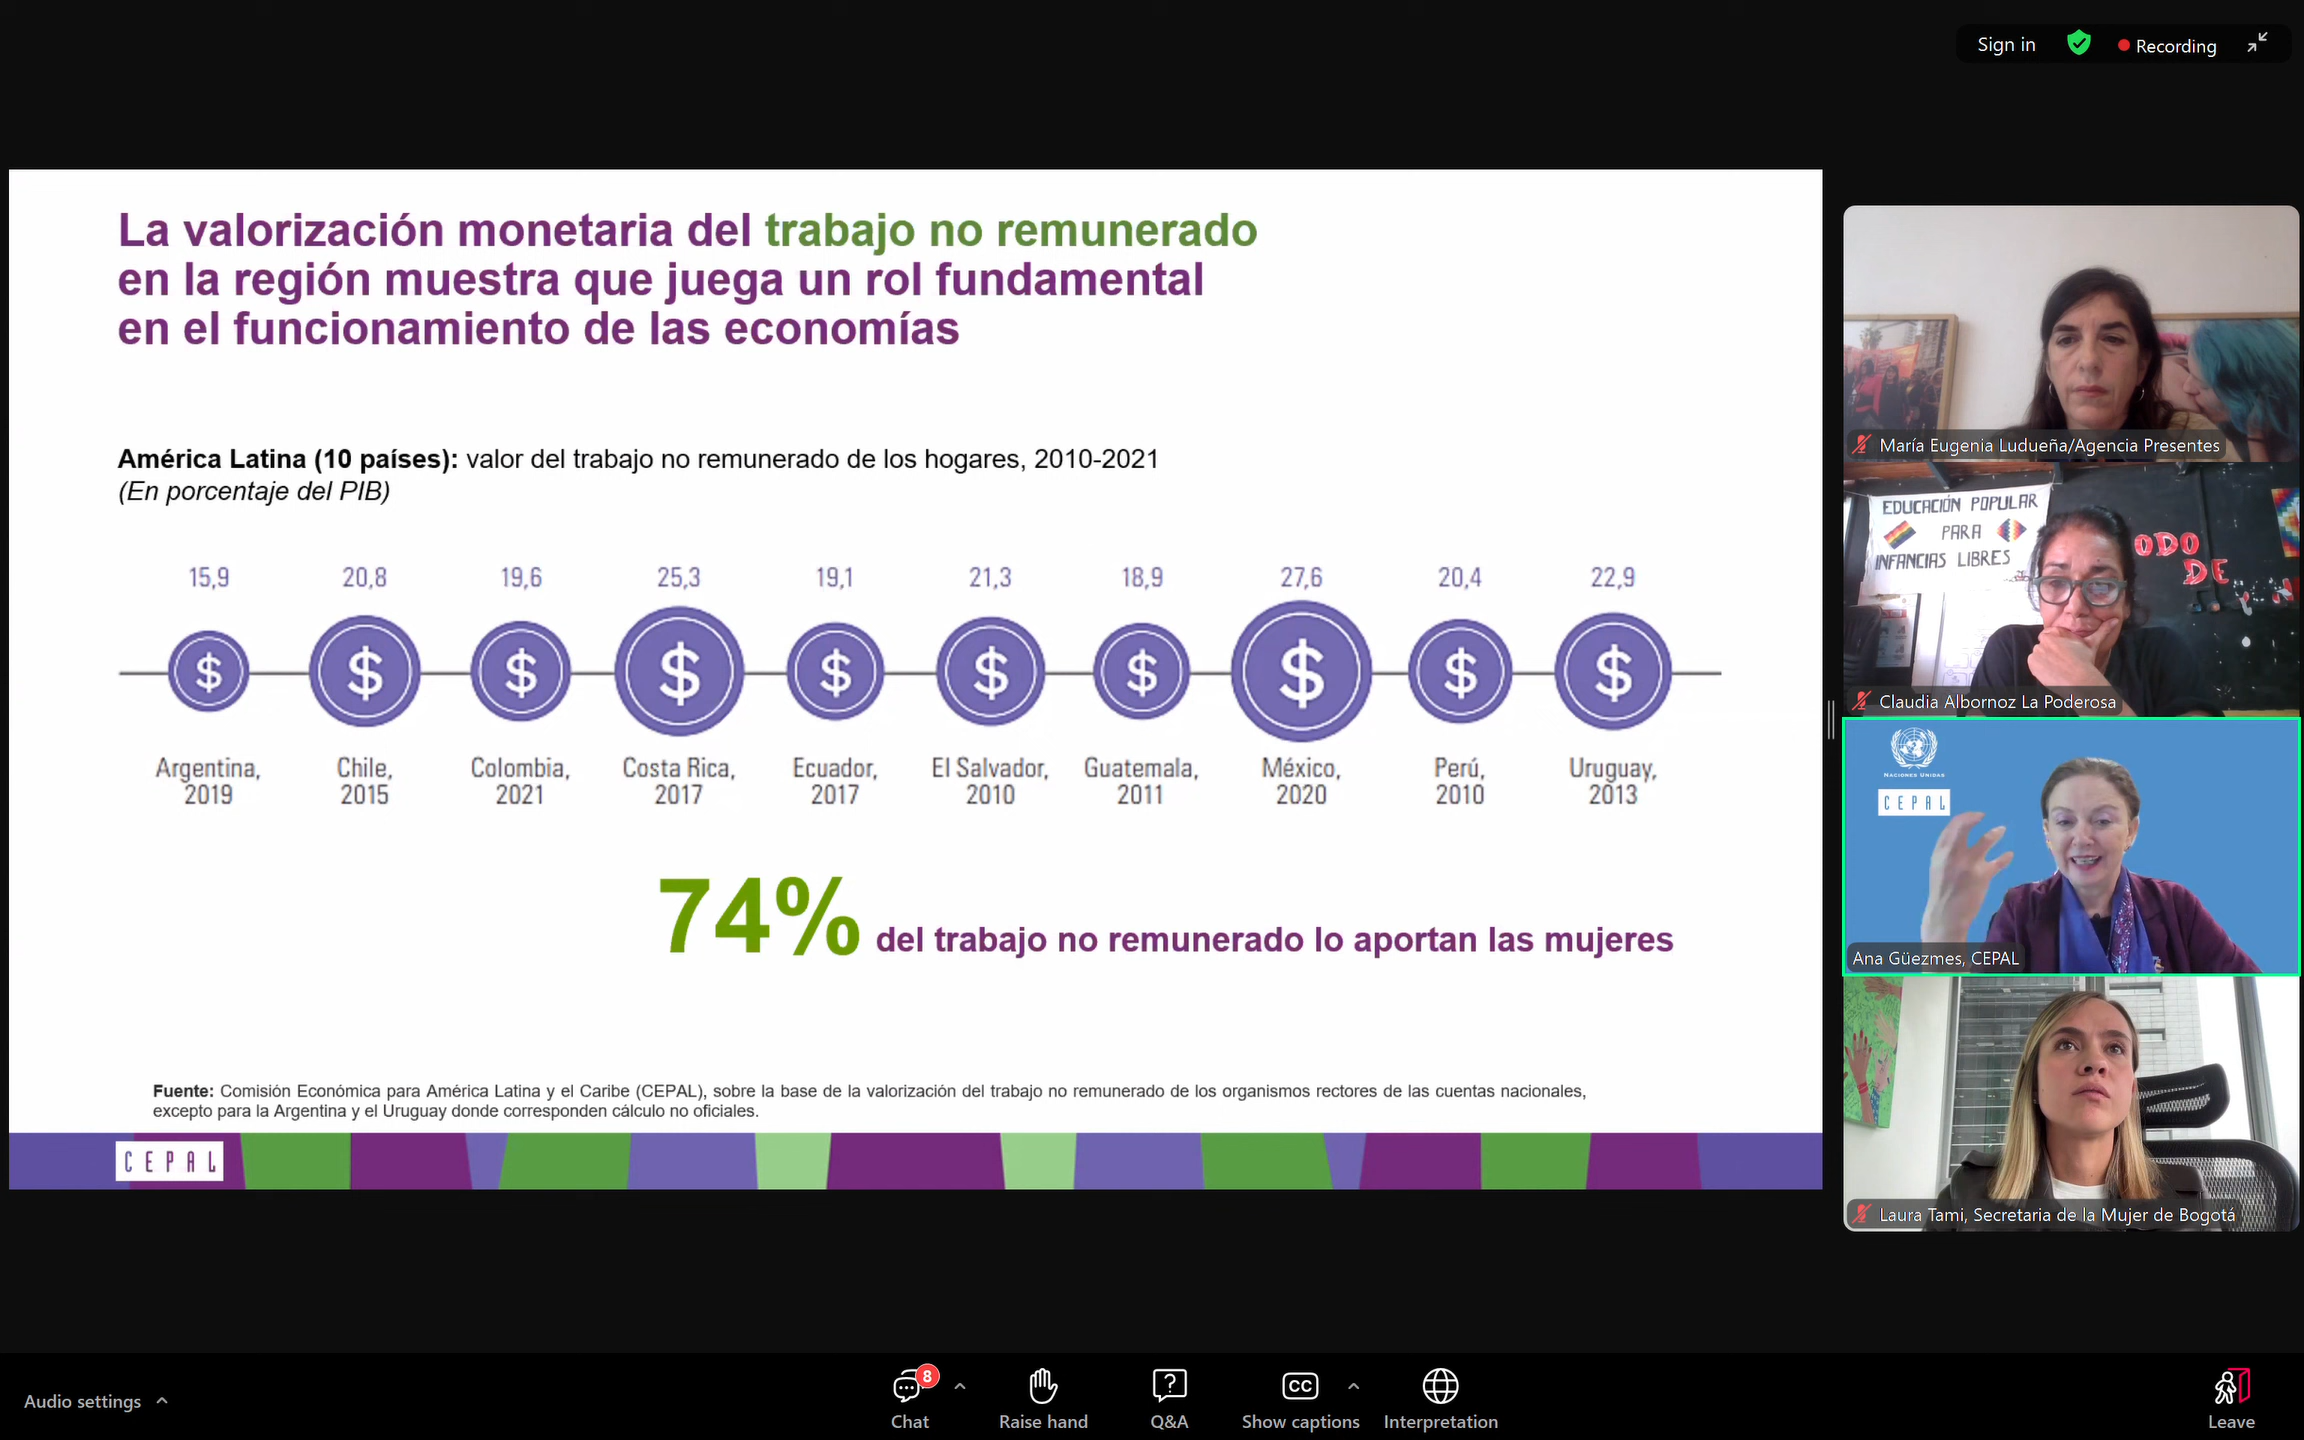 Sign in
Recording
La valorización monetaria del trabajo no remunerado
en la región muestra que juega un rol fundamental
en el funcionamiento de las economías
América Latina (10 países): valor del trabajo no remunerado de los hogares, 2010-2021
(En porcentaje del PIB)
15,9 20,8 19,6 25,3 19,1 21,3 18,9 27,6 20,4 22,9
$ $ $ $ $ $ $ $ $ $
Argentina, Chile, Colombia, Costa Rica, Ecuador, El Salvador, Guatemala, México, Perú, Uruguay,
2019 2015 2021 2017 2017 2010 2011 2020 2010 2013
74% del trabajo no remunerado lo aportan las mujeres
Fuente: Comisión Económica para América Latina y el Caribe (CEPAL), sobre la base de la valorización del trabajo no remunerado de los organismos rectores de las cuentas nacionales,
excepto para la Argentina y el Uruguay donde corresponden cálculo no oficiales.
CEPAL
María Eugenia Ludueña/Agencia Presentes
EDUCACIÓN POPULAR
PARA
INFANCIAS LIBRES
ODO
DE
Claudia Albornoz La Poderosa
NACIONES UNIDAS
CEPAL
Ana Güezmes, CEPAL
Laura Tami, Secretaria de la Mujer de Bogotá
Audio settings
8
Chat
Raise hand
Q&A
CC
Show captions
Interpretation
Leave